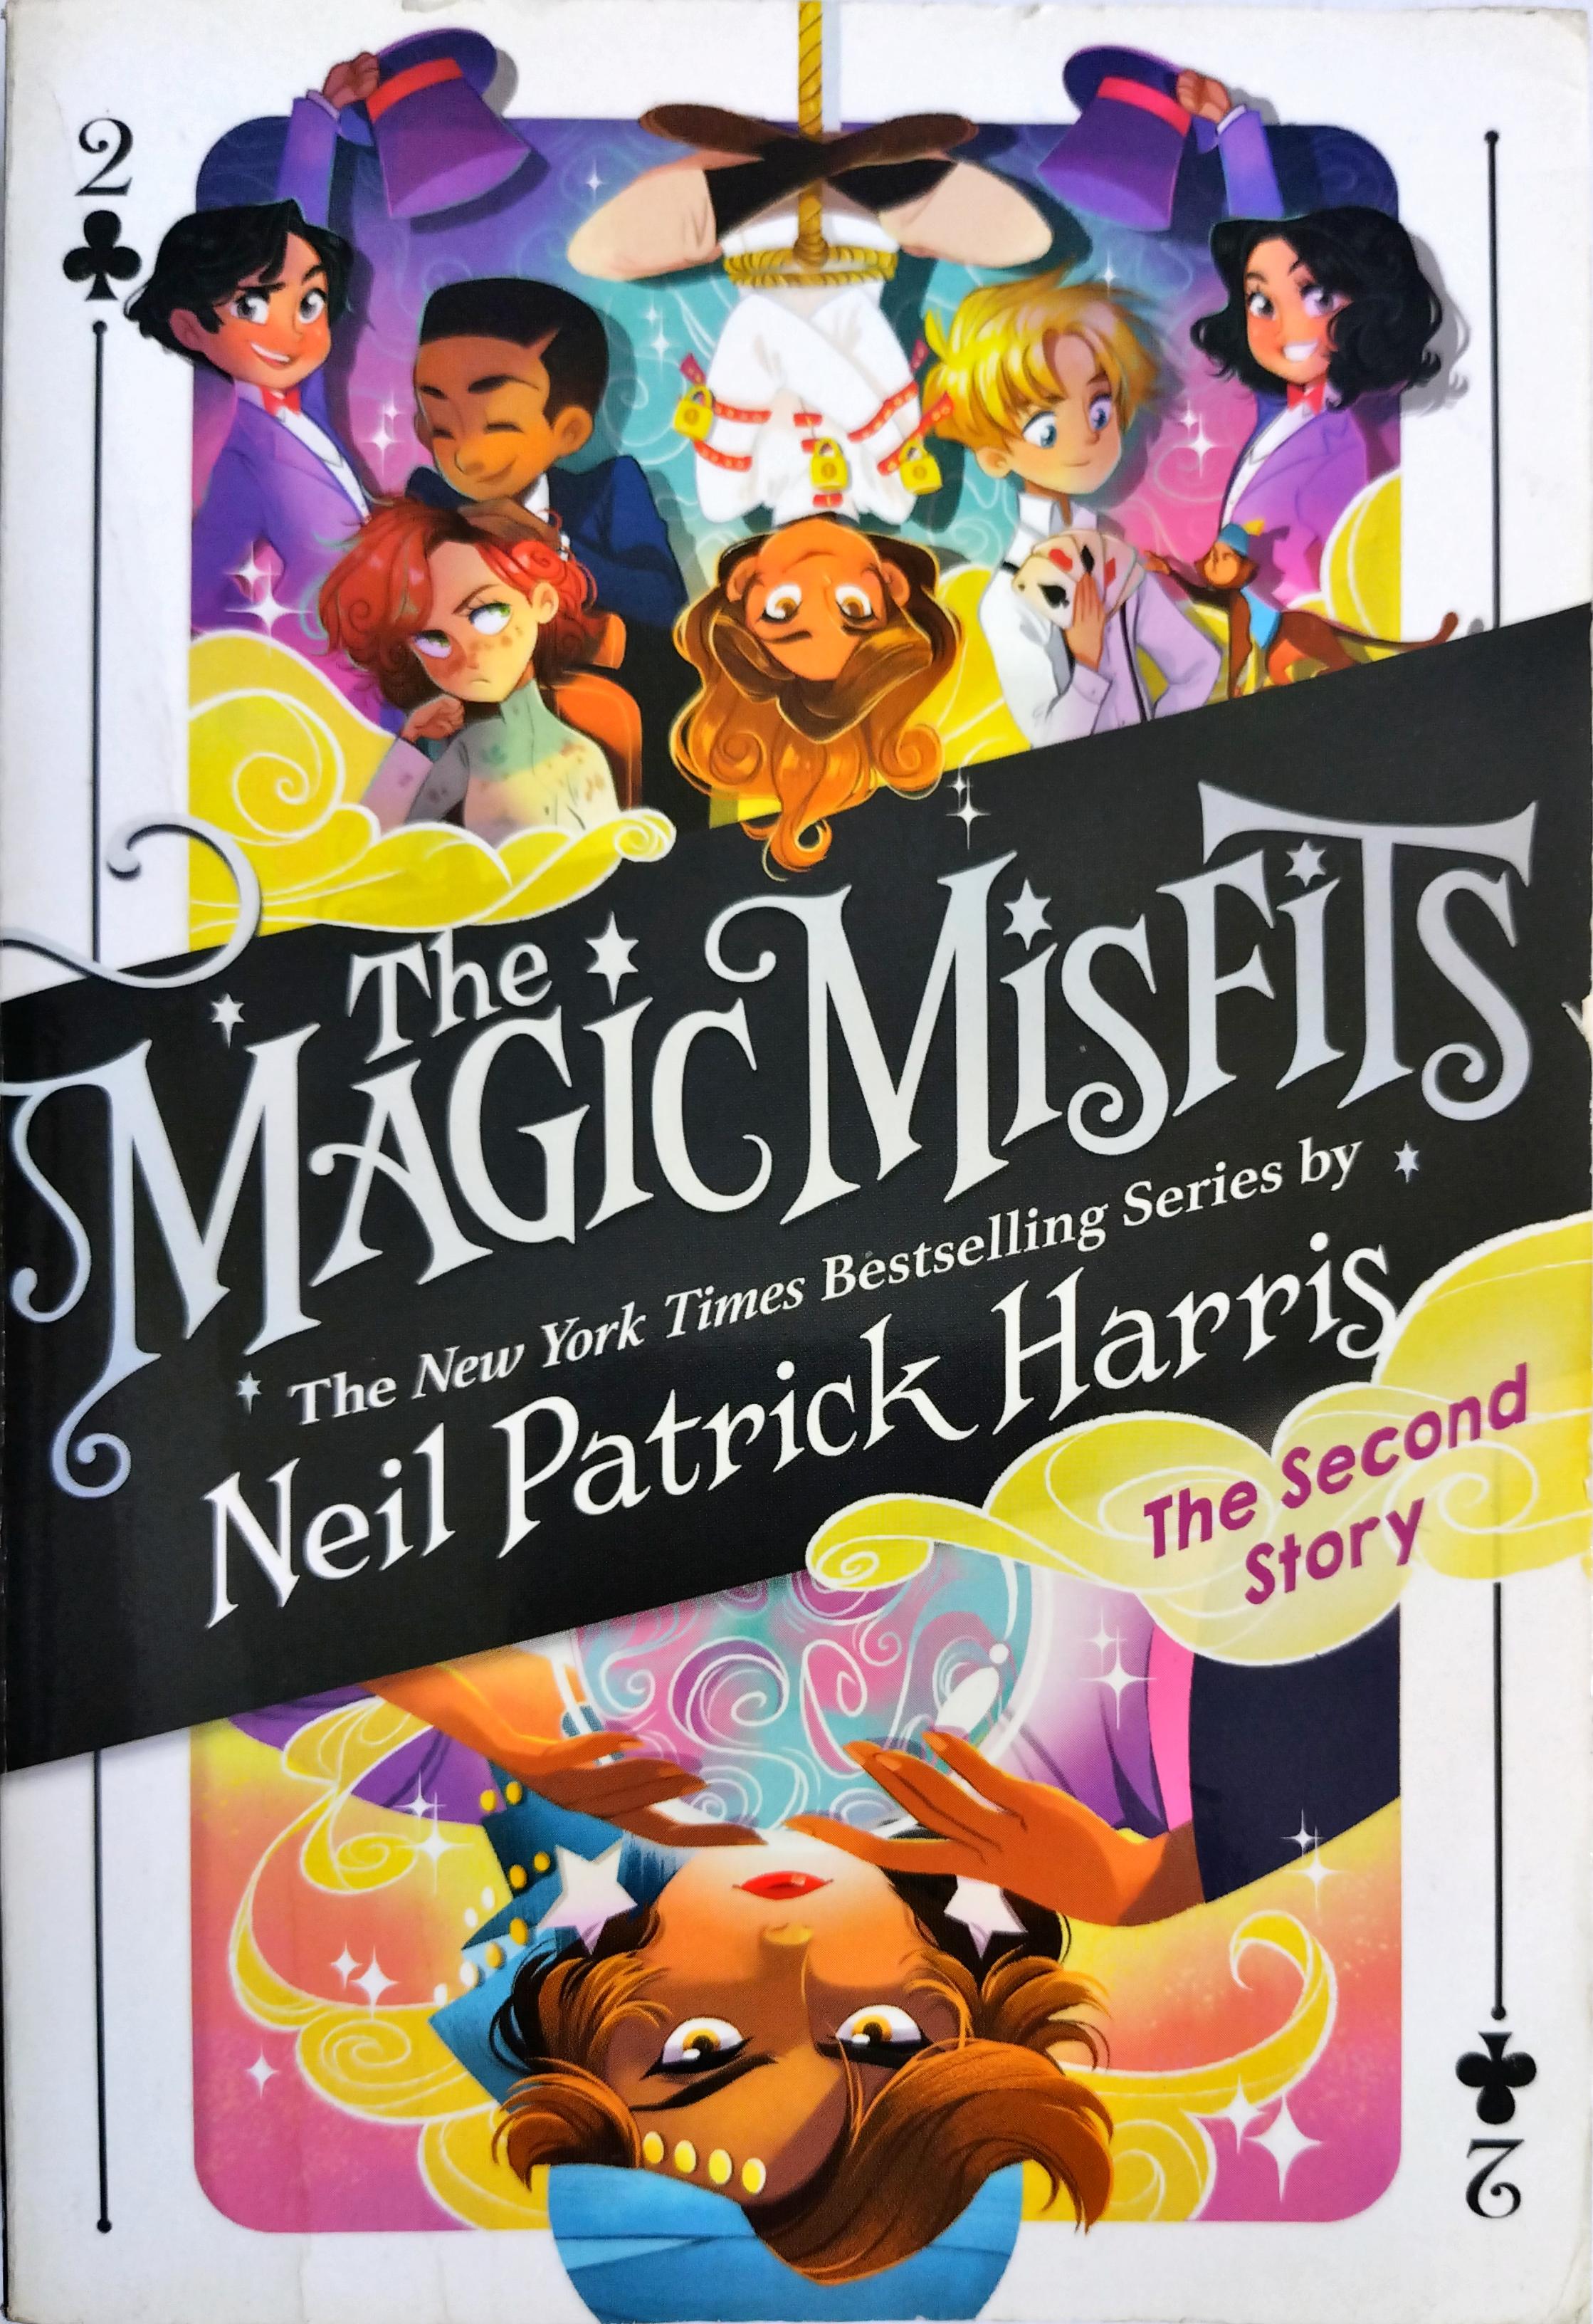 2
The
MAGIC MiSFiTS
The New York Times Bestselling Series by
Neil Patrick Harris
The Second
Story
2